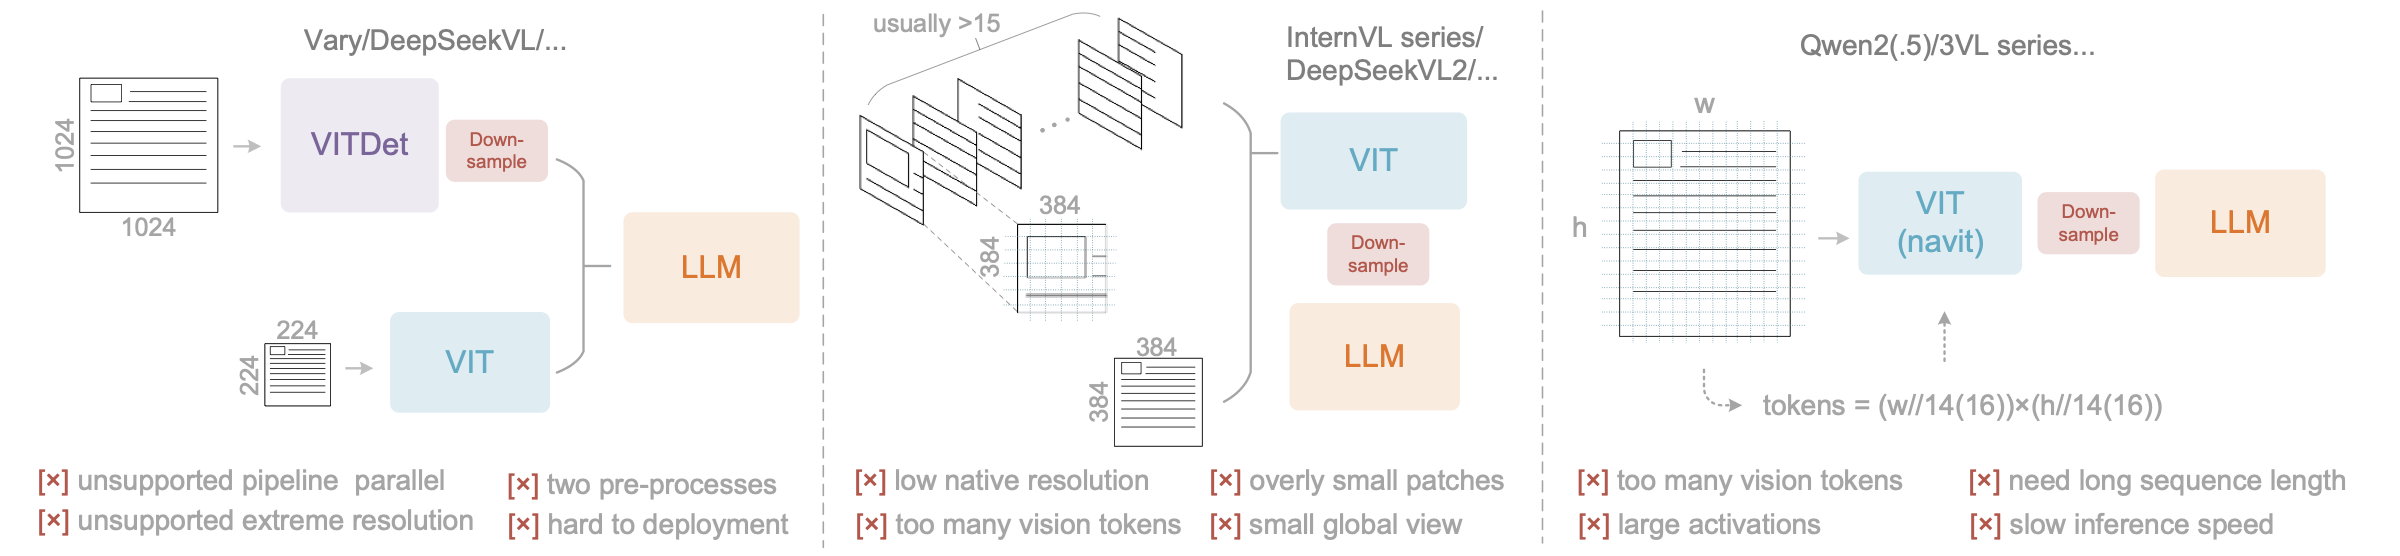 Vary/DeepSeekVL/...
1024
1024
VITDet
Down-
sample
LLM
224
224
VIT
[×] unsupported pipeline parallel
[×] unsupported extreme resolution
[×] two pre-processes
[×] hard to deployment
usually >15
InternVL series/
DeepSeekVL2/...
384
384
384
384
VIT
Down-
sample
LLM
[×] low native resolution
[×] too many vision tokens
[×] overly small patches
[×] small global view
Qwen2(.5)/3VL series...
w
h
VIT
(navit)
Down-
sample
LLM
tokens = (w//14(16))×(h//14(16))
[×] too many vision tokens
[×] large activations
[×] need long sequence length
[×] slow inference speed